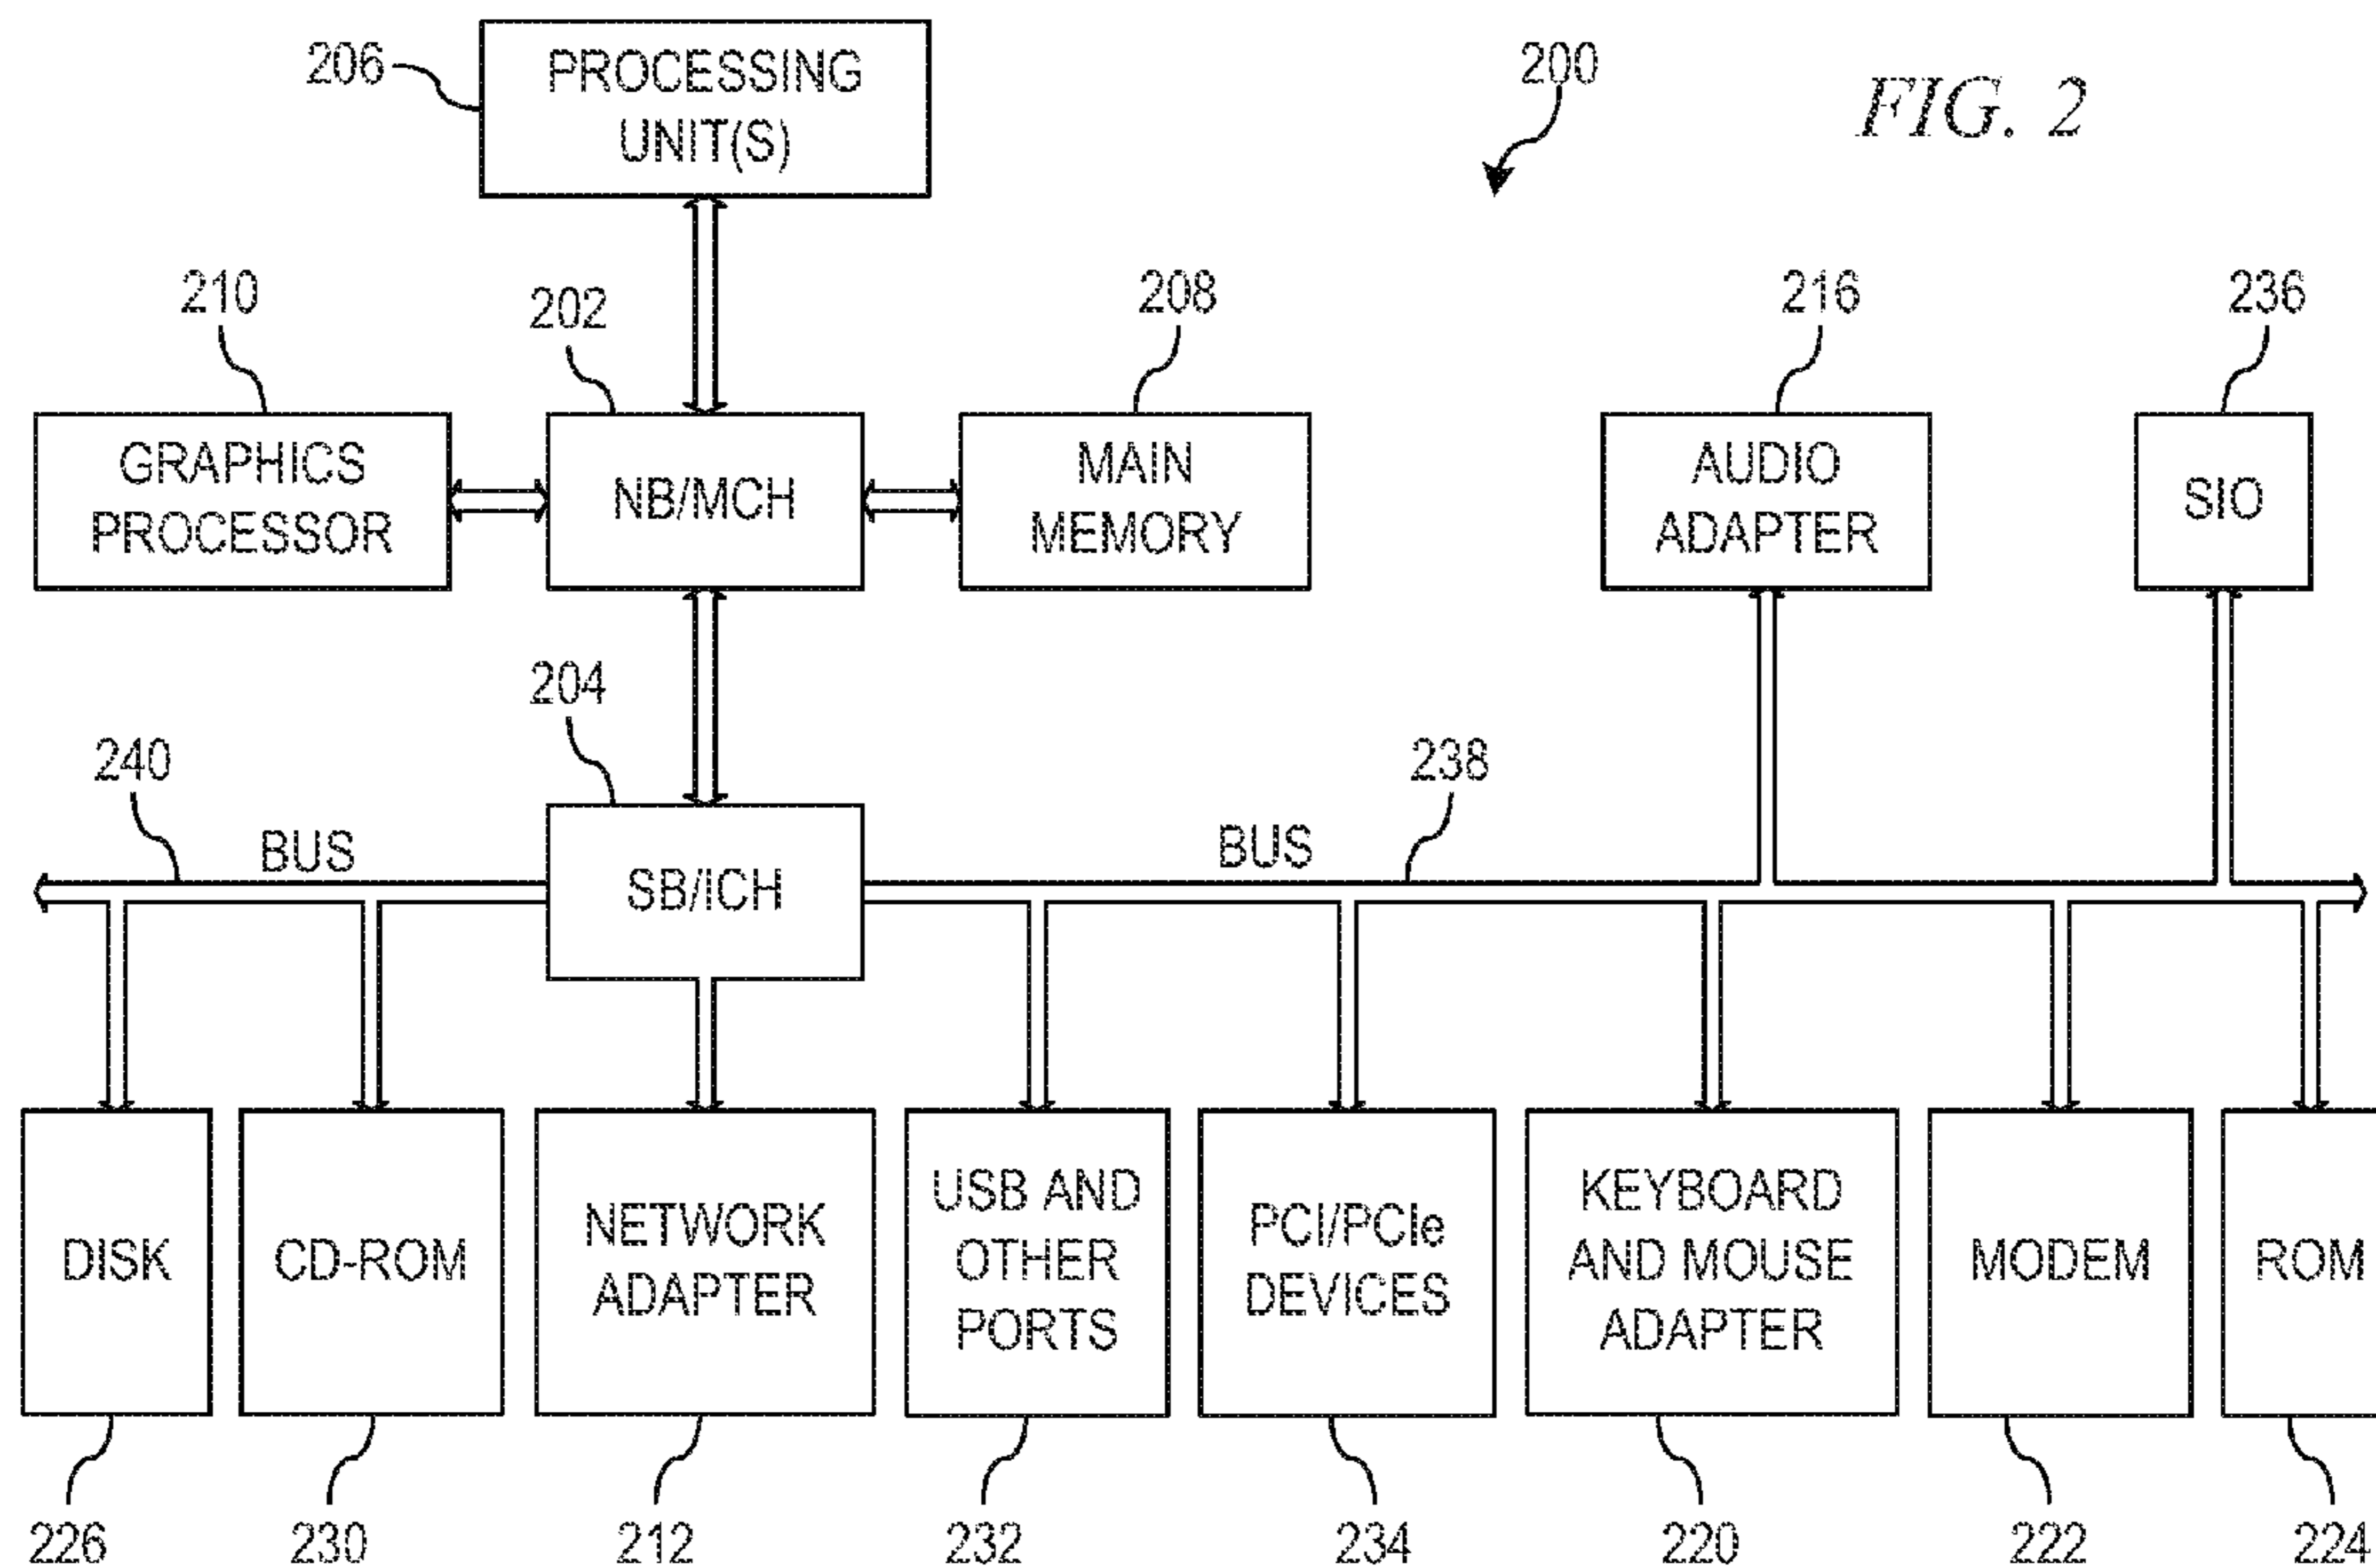 206
PROCESSING
UNIT(S)
200
FIG. 2
210
202
208
216
236
GRAPHICS
PROCESSOR
NB/MCH
MAIN
MEMORY
AUDIO
ADAPTER
SIO
204
240
238
BUS
BUS
SB/ICH
DISK
CD-ROM
NETWORK
ADAPTER
USB AND
OTHER
PORTS
PCI/PCIe
DEVICES
KEYBOARD
AND MOUSE
ADAPTER
MODEM
ROM
226
230
212
232
234
220
222
224